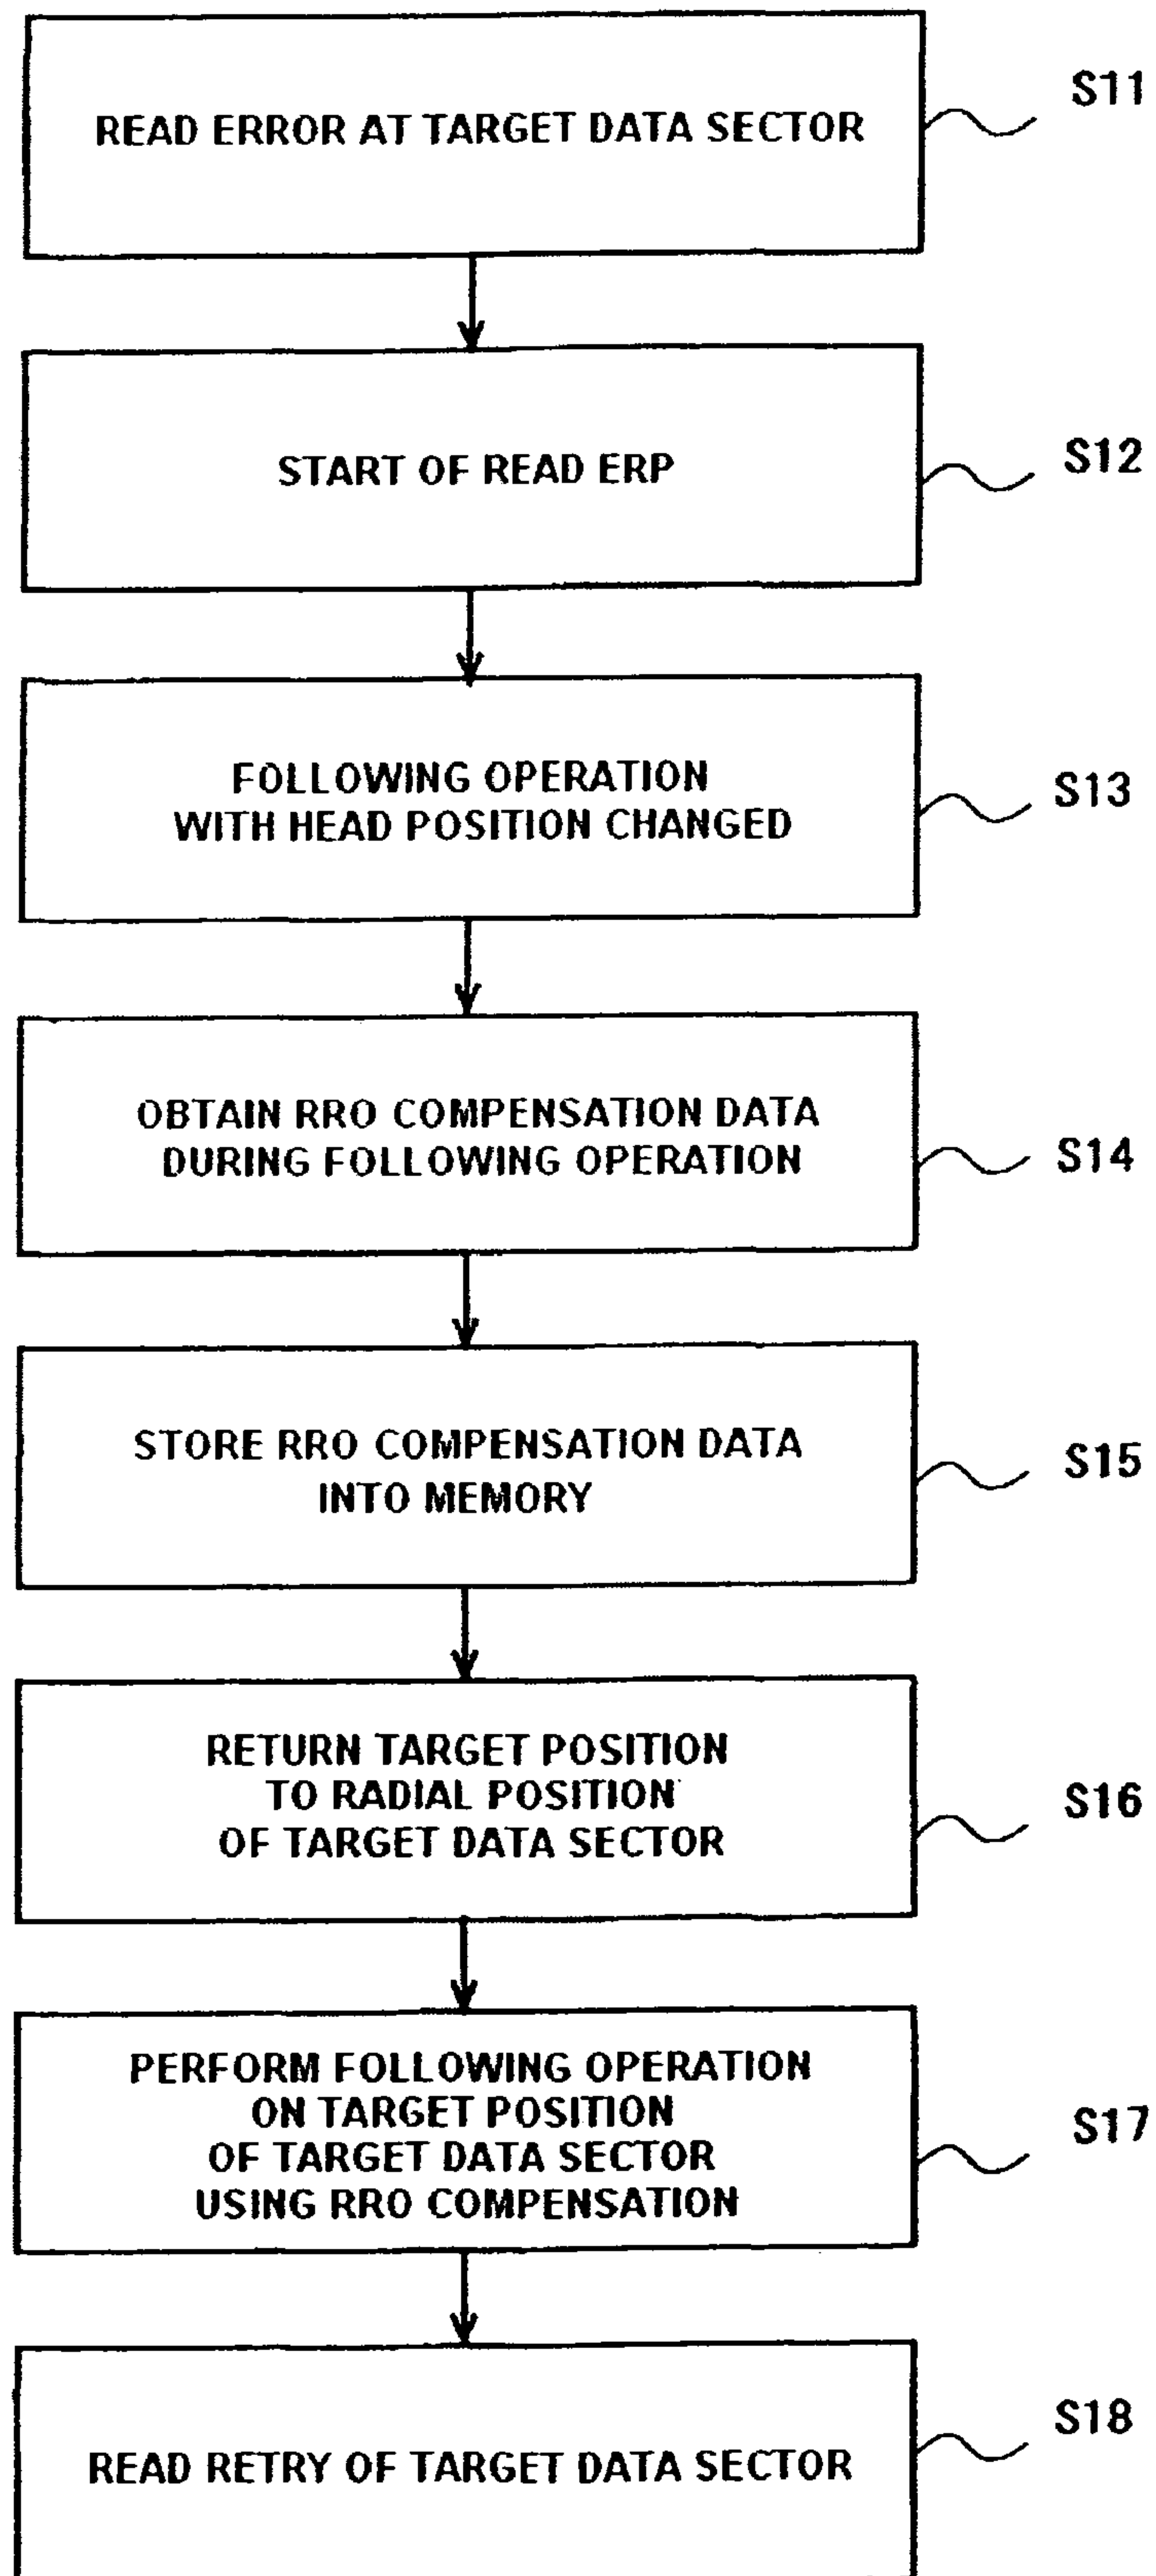 READ ERROR AT TARGET DATA SECTOR
S11
START OF READ ERP
S12
FOLLOWING OPERATION
WITH HEAD POSITION CHANGED
S13
OBTAIN RRO COMPENSATION DATA
DURING FOLLOWING OPERATION
S14
STORE RRO COMPENSATION DATA
INTO MEMORY
S15
RETURN TARGET POSITION
TO RADIAL POSITION
OF TARGET DATA SECTOR
S16
PERFORM FOLLOWING OPERATION
ON TARGET POSITION
OF TARGET DATA SECTOR
USING RRO COMPENSATION
S17
READ RETRY OF TARGET DATA SECTOR
S18